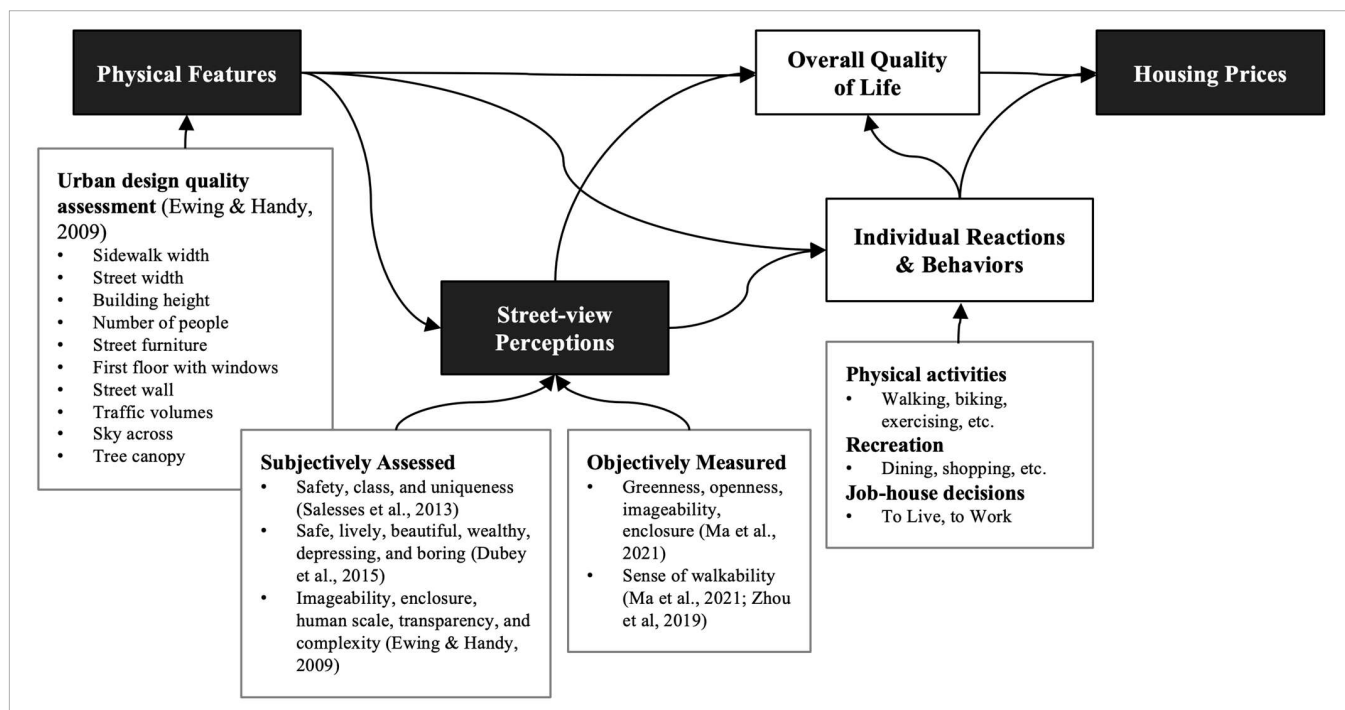 Physical Features
Overall Quality
of Life
Housing Prices
Urban design quality
assessment (Ewing & Handy,
2009)
• Sidewalk width
• Street width
• Building height
• Number of people
• Street furniture
• First floor with windows
• Street wall
• Traffic volumes
• Sky across
• Tree canopy
Individual Reactions
& Behaviors
Street-view
Perceptions
Subjectively Assessed
• Safety, class, and uniqueness
(Salesses et al., 2013)
• Safe, lively, beautiful, wealthy,
depressing, and boring (Dubey
et al., 2015)
• Imageability, enclosure,
human scale, transparency, and
complexity (Ewing & Handy,
2009)
Objectively Measured
• Greenness, openness,
imageability,
enclosure (Ma et al.,
2021)
• Sense of walkability
(Ma et al., 2021; Zhou
et al, 2019)
Physical activities
• Walking, biking,
exercising, etc.
Recreation
• Dining, shopping, etc.
Job-house decisions
• To Live, to Work